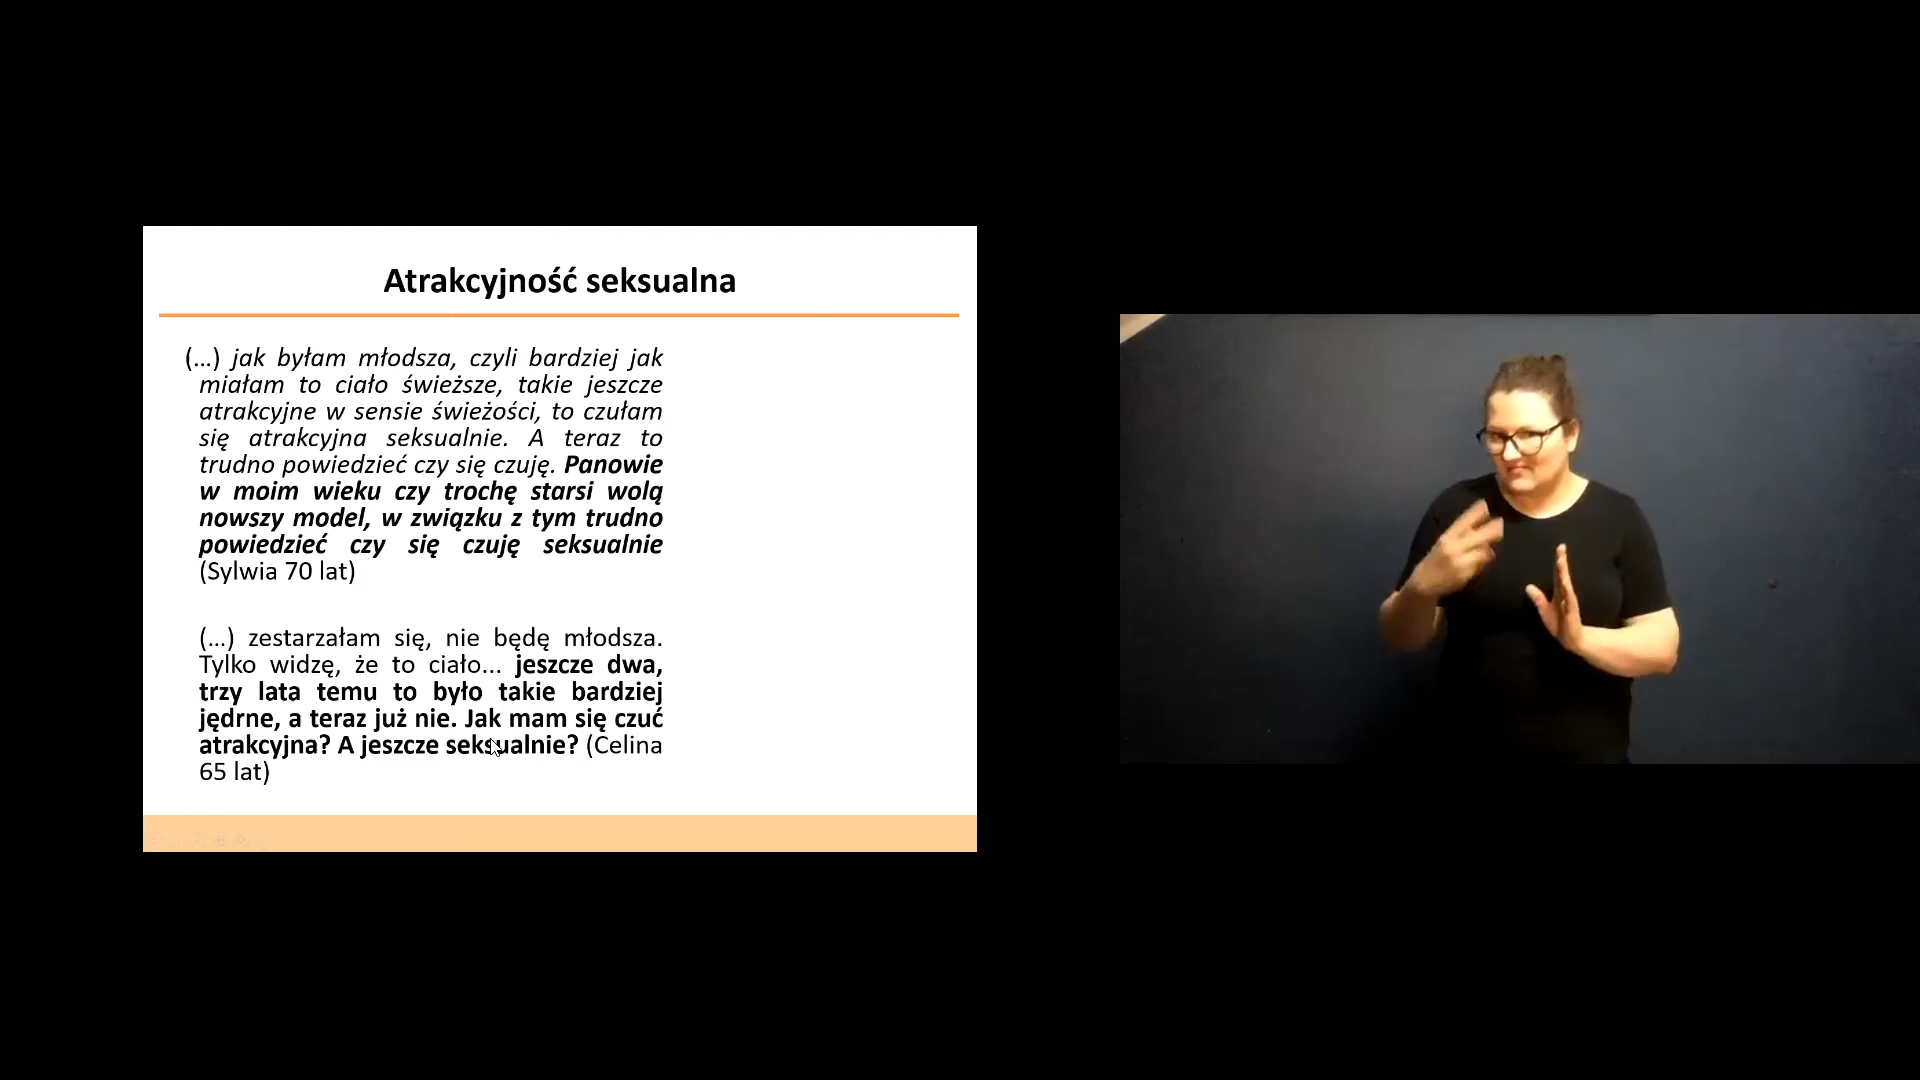 Atrakcyjność seksualna
(...) jak byłam młodsza, czyli bardziej jak
miałam to ciało świeższe, takie jeszcze
atrakcyjne w sensie świeżości, to czułam
się atrakcyjna seksualnie. A teraz to
trudno powiedzieć czy się czuję. Panowie
w moim wieku czy trochę starsi wolą
nowszy model, w związku z tym trudno
powiedzieć czy się czuję seksualnie
(Sylwia 70 lat)
(...) zestarzałam się, nie będę młodsza.
Tylko widzę, że to ciało... jeszcze dwa,
trzy lata temu to było takie bardziej
jędrne, a teraz już nie. Jak mam się czuć
atrakcyjna? A jeszcze seksualnie? (Celina
65 lat)